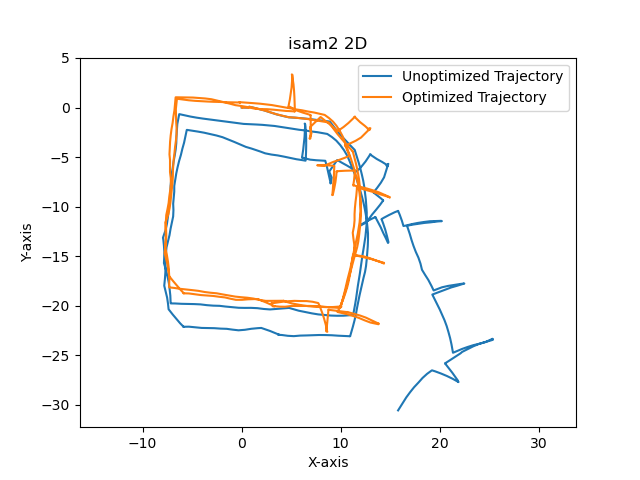 isam2 2D
Unoptimized Trajectory
Optimized Trajectory
5
0
−5
−10
−15
−20
−25
−30
Y-axis
−10
0
10
20
30
X-axis